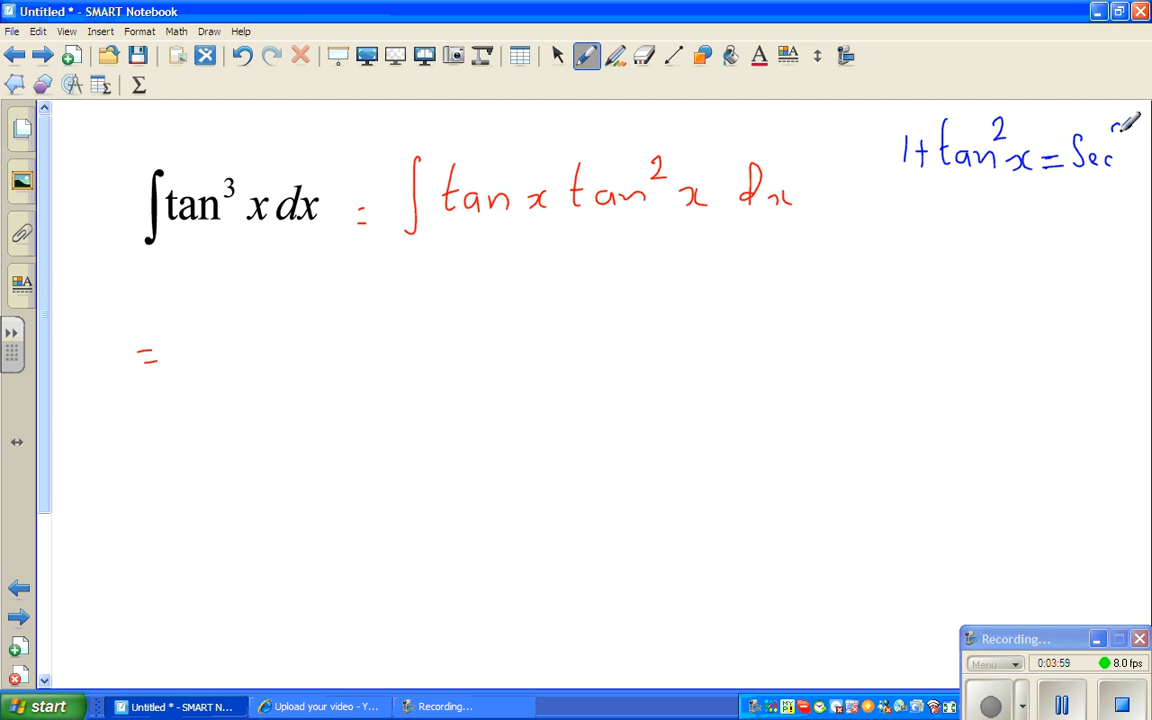 Untitled * - SMART Notebook
File Edit View Insert Format Math Draw Help
1 + tan² x = Sec
∫tan³ x dx = ∫ tan x tan² x dx
=
Recording...
Menu 0:03:59 8.0 fps
start Untitled * - SMART N... Upload your video - Y... Recording...